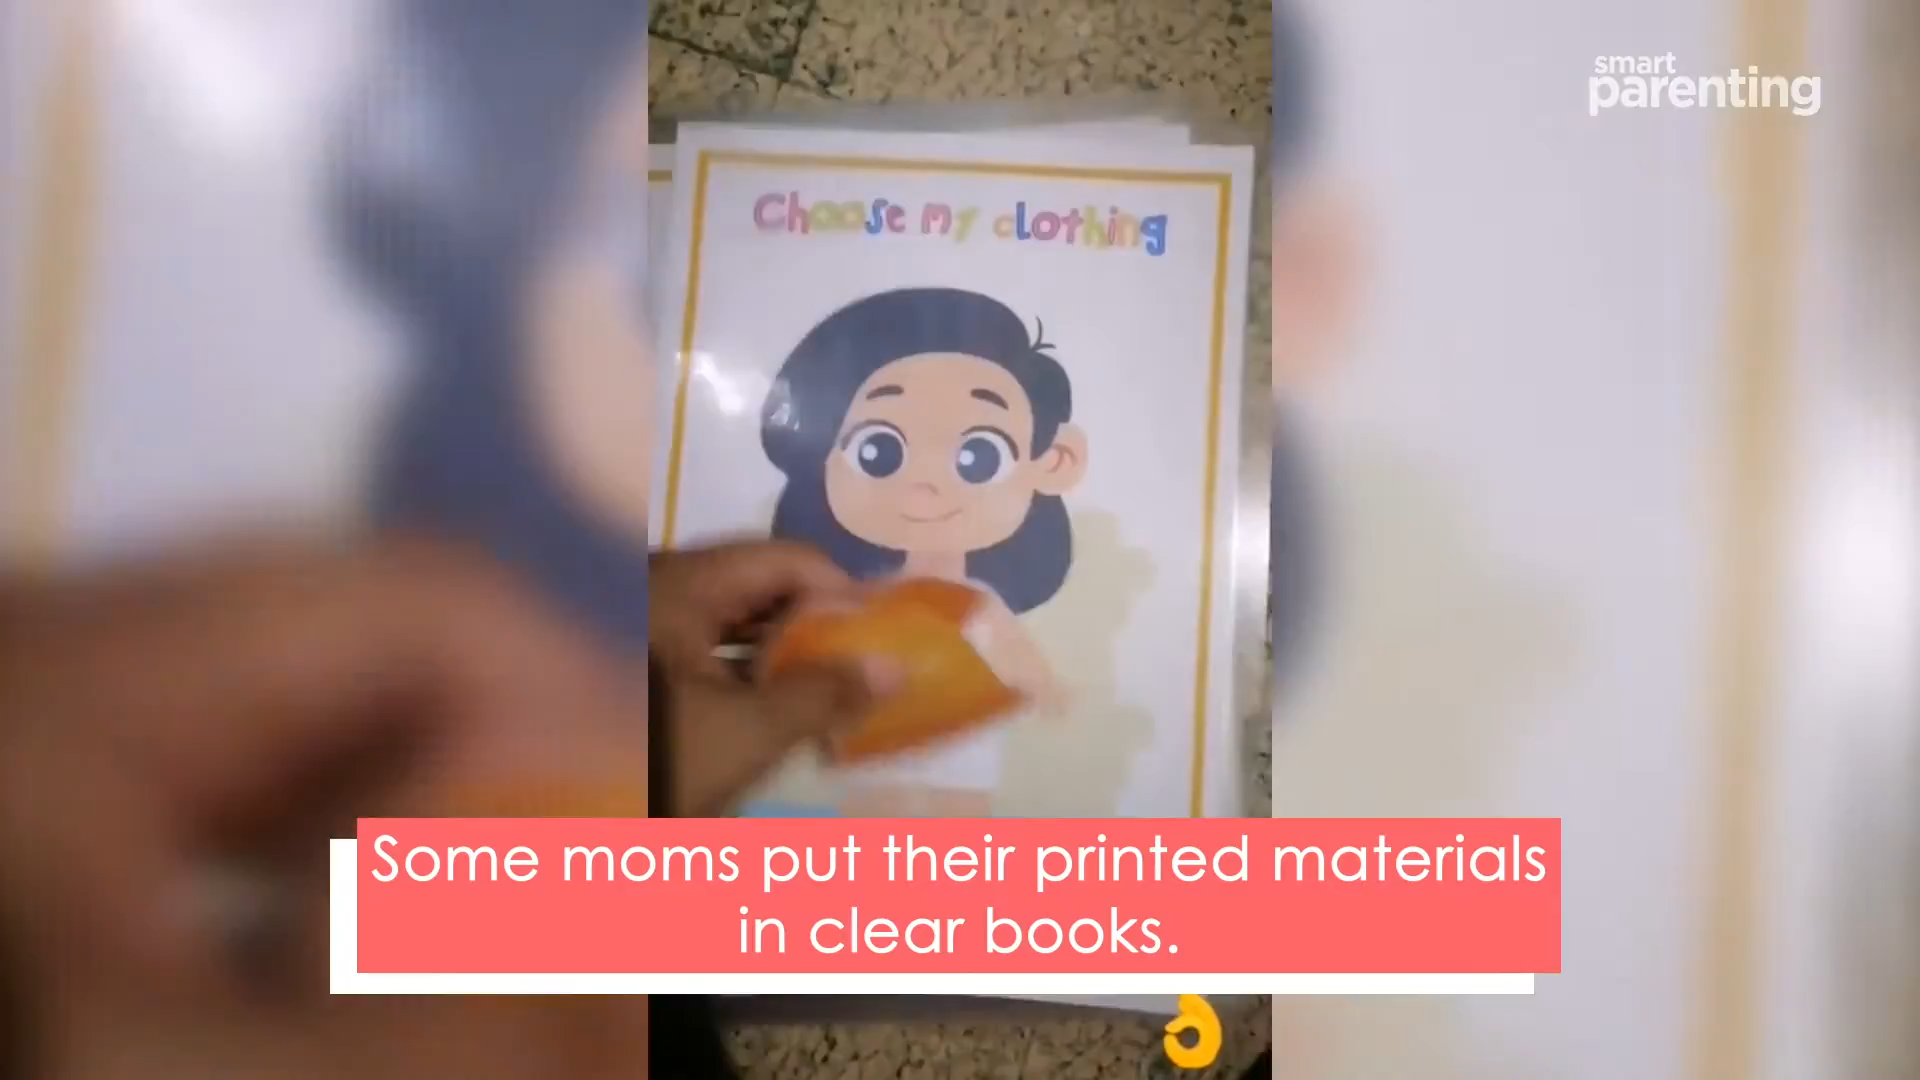 smart
parenting
Choose my clothing
Some moms put their printed materials
in clear books.